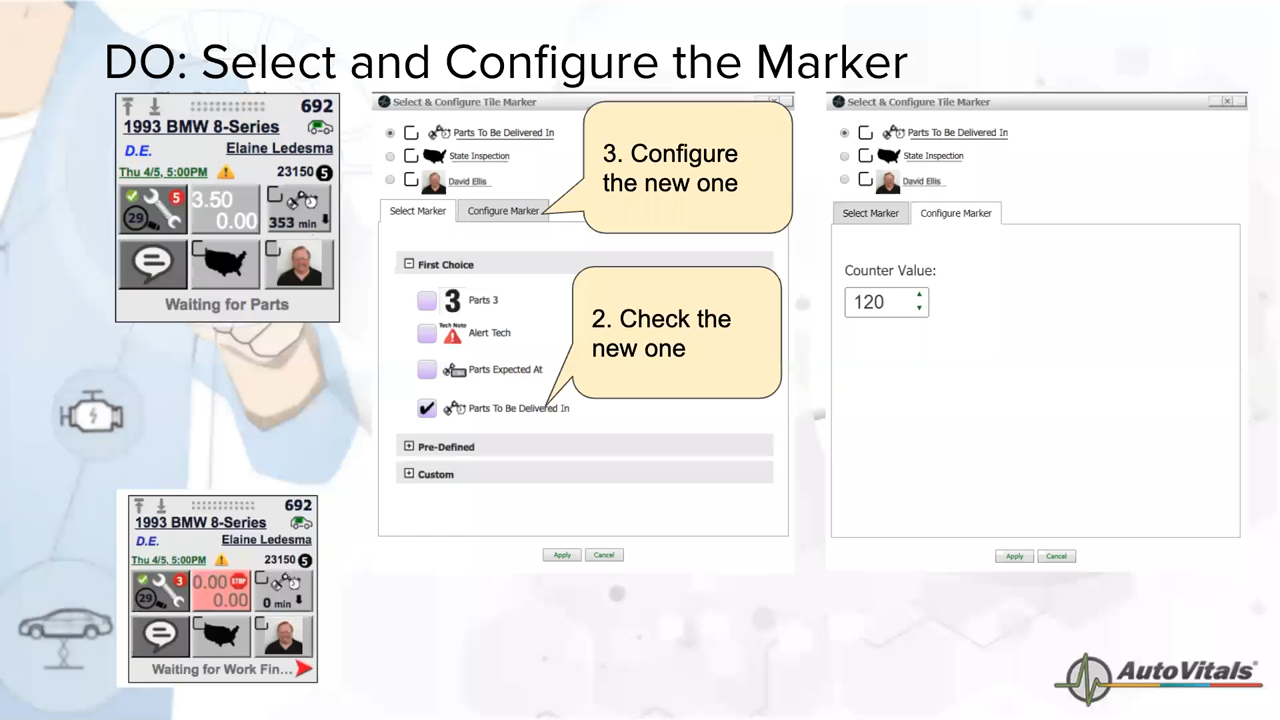 DO: Select and Configure the Marker
692
1993 BMW 8-Series
D.E.
Elaine Ledesma
Thu 4/5, 5:00PM
23150 5
5
29
3.50
0.00
353 min
Waiting for Parts
692
1993 BMW 8-Series
D.E.
Elaine Ledesma
Thu 4/5, 5:00PM
23150 5
3
29
0.00 STOP
0.00
0 min
Waiting for Work Fin...
Select & Configure Tile Marker
Parts To Be Delivered In
State Inspection
David Ellis
Select Marker
Configure Marker
First Choice
3 Parts 3
Tech Note
Alert Tech
Parts Expected At
Parts To Be Delivered In
Pre-Defined
Custom
Apply
Cancel
3. Configure
the new one
2. Check the
new one
Select & Configure Tile Marker
Parts To Be Delivered In
State Inspection
David Ellis
Select Marker
Configure Marker
Counter Value:
120
Apply
Cancel
AutoVitals